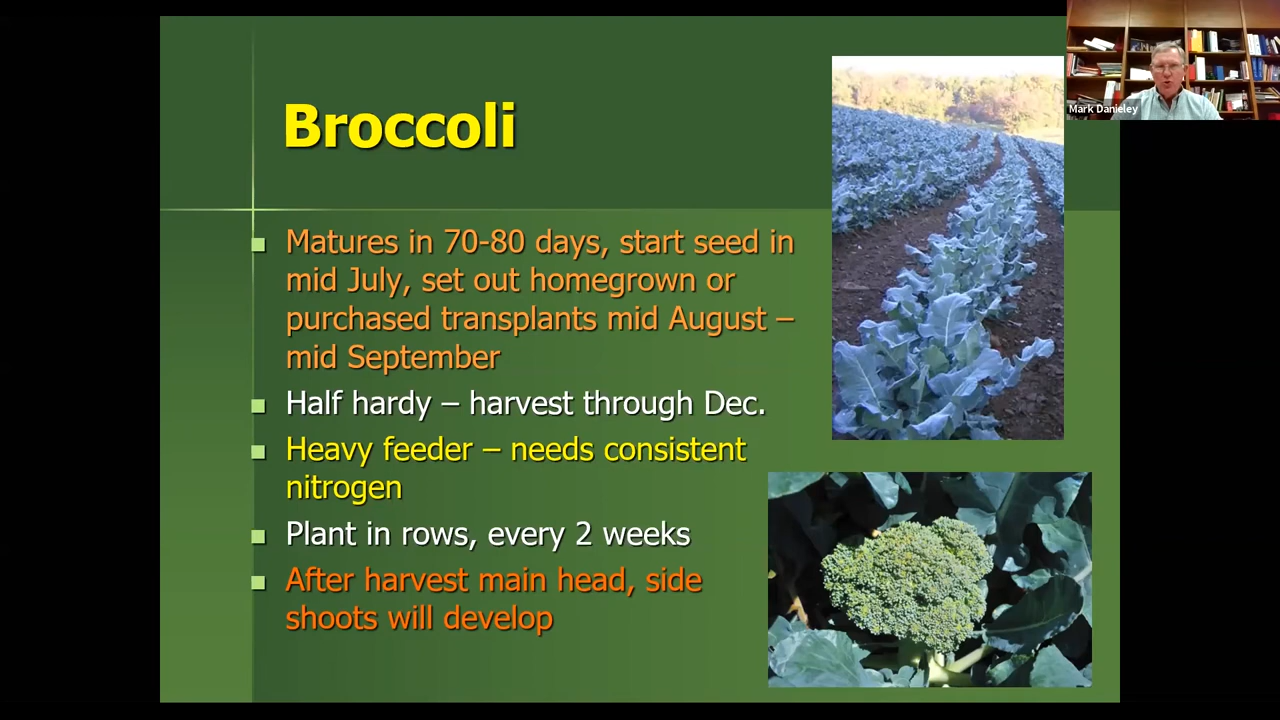 Broccoli
Matures in 70-80 days, start seed in
mid July, set out homegrown or
purchased transplants mid August –
mid September
Half hardy – harvest through Dec.
Heavy feeder – needs consistent
nitrogen
Plant in rows, every 2 weeks
After harvest main head, side
shoots will develop
Mark Danieley